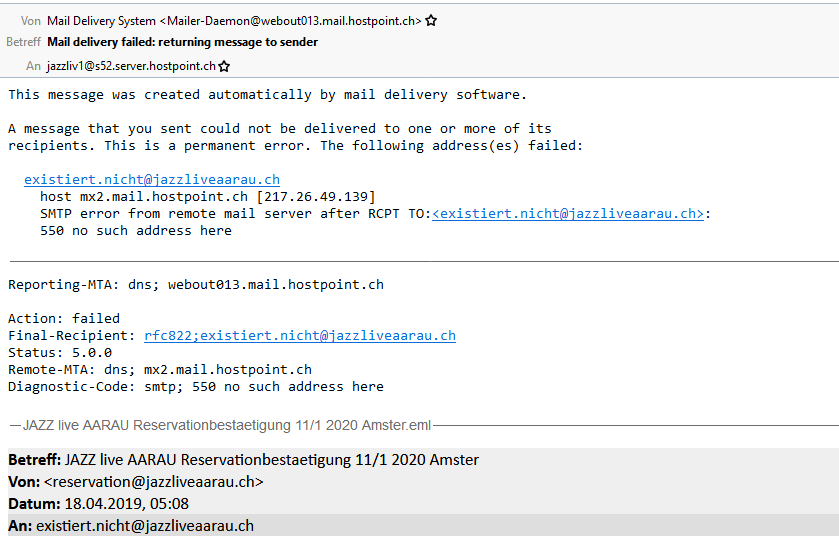 Von Mail Delivery System <Mailer-Daemon@webout013.mail.hostpoint.ch>
Betreff Mail delivery failed: returning message to sender
An jazzliv1@s52.server.hostpoint.ch
This message was created automatically by mail delivery software.
A message that you sent could not be delivered to one or more of its
recipients. This is a permanent error. The following address(es) failed:
existiert.nicht@jazzliveaarau.ch
host mx2.mail.hostpoint.ch [217.26.49.139]
SMTP error from remote mail server after RCPT TO:<existiert.nicht@jazzliveaarau.ch>:
550 no such address here
Reporting-MTA: dns; webout013.mail.hostpoint.ch
Action: failed
Final-Recipient: rfc822;existiert.nicht@jazzliveaarau.ch
Status: 5.0.0
Remote-MTA: dns; mx2.mail.hostpoint.ch
Diagnostic-Code: smtp; 550 no such address here
JAZZ live AARAU Reservationbestaetigung 11/1 2020 Amster.eml
Betreff: JAZZ live AARAU Reservationbestaetigung 11/1 2020 Amster
Von: <reservation@jazzliveaarau.ch>
Datum: 18.04.2019, 05:08
An: existiert.nicht@jazzliveaarau.ch